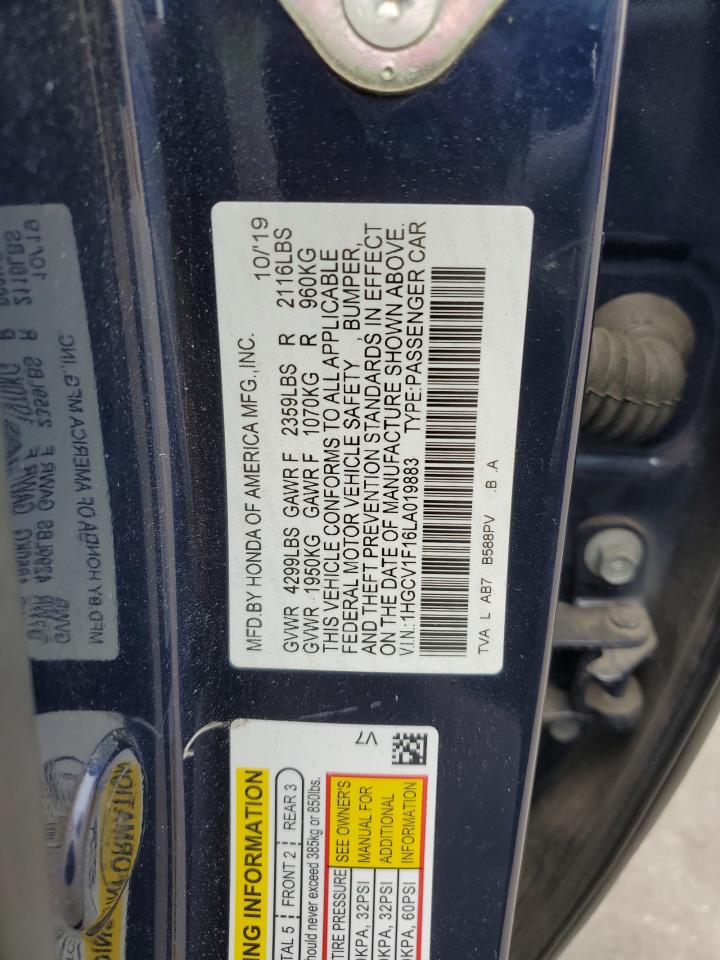 MFD.BY HONDA OF AMERICA MFG.,INC. 10/'19
GVWR 4299LBS GAWR F 2359LBS R 2116LBS
GVWR 1950KG GAWR F 1070KG R 960KG
THIS VEHICLE CONFORMS TO ALL APPLICABLE
FEDERAL MOTOR VEHICLE SAFETY , BUMPER,
AND THEFT PREVENTION STANDARDS IN EFFECT
ON THE DATE OF MANUFACTURE SHOWN ABOVE.
V.I.N.:1HGCV1F16LA019883 TYPE:PASSENGER CAR
TVA L AB7 B588PV .B .A
V7
ING INFORMATION
TAL 5 FRONT 2 REAR 3
hould never exceed 385kg or 850lbs.
TIRE PRESSURE SEE OWNER'S
KPA, 32PSI MANUAL FOR
KPA, 32PSI ADDITIONAL
KPA, 60PSI INFORMATION